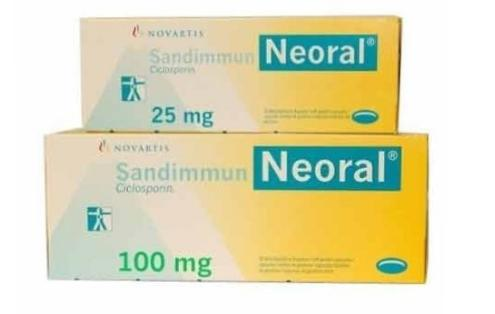 NOVARTIS
Sandimmun Neoral®
Ciclosporin
25 mg
NOVARTIS
Sandimmun Neoral®
Ciclosporin
100 mg